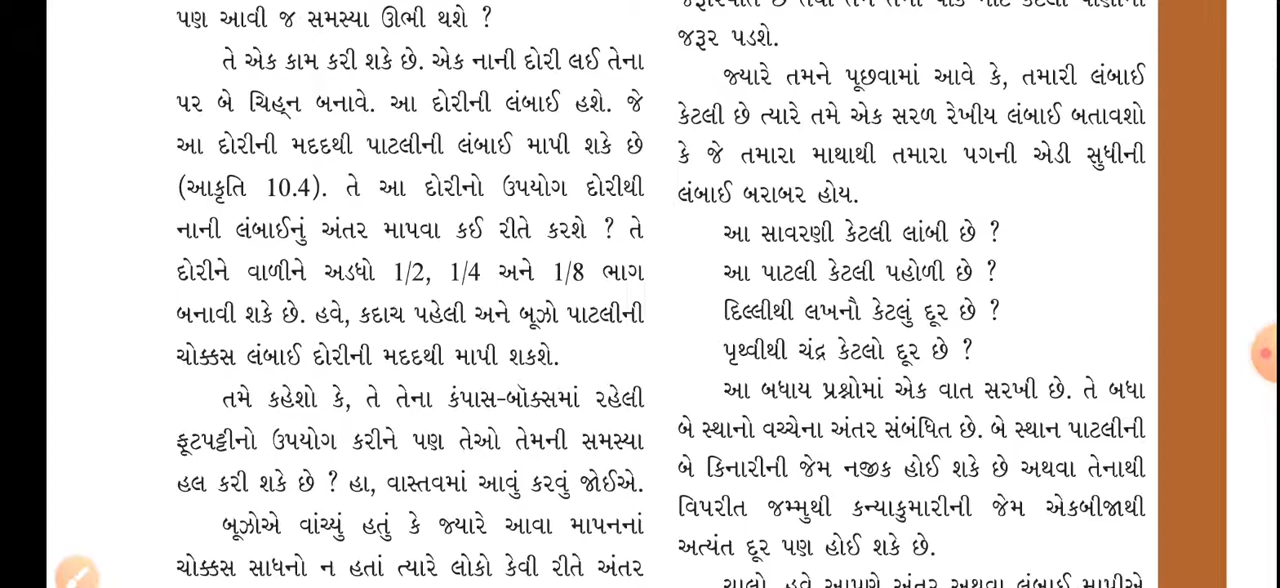 પણ આવી જ સમસ્યા ઊભી થશે ?
તે એક કામ કરી શકે છે. એક નાની દોરી લઈ તેના
પર બે ચિહ્ન બનાવે. આ દોરીની લંબાઈ હશે. જે
આ દોરીની મદદથી પાટલીની લંબાઈ માપી શકે છે
(આકૃતિ 10.4). તે આ દોરીનો ઉપયોગ દોરીથી
નાની લંબાઈનું અંતર માપવા કઈ રીતે કરશે ? તે
દોરીને વાળીને અડધો 1/2, 1/4 અને 1/8 ભાગ
બનાવી શકે છે. હવે, કદાચ પહેલી અને બૂઝો પાટલીની
ચોક્કસ લંબાઈ દોરીની મદદથી માપી શકશે.
તમે કહેશો કે, તે તેના કંપાસ-બૉક્સમાં રહેલી
ફૂટપટ્ટીનો ઉપયોગ કરીને પણ તેઓ તેમની સમસ્યા
હલ કરી શકે છે ? હા, વાસ્તવમાં આવું કરવું જોઈએ.
બૂઝોએ વાંચ્યું હતું કે જ્યારે આવા માપનનાં
ચોક્કસ સાધનો ન હતાં ત્યારે લોકો કેવી રીતે અંતર
જરૂર પડશે.
જ્યારે તમને પૂછવામાં આવે કે, તમારી લંબાઈ
કેટલી છે ત્યારે તમે એક સરળ રેખીય લંબાઈ બતાવશો
કે જે તમારા માથાથી તમારા પગની એડી સુધીની
લંબાઈ બરાબર હોય.
આ સાવરણી કેટલી લાંબી છે ?
આ પાટલી કેટલી પહોળી છે ?
દિલ્લીથી લખનૌ કેટલું દૂર છે ?
પૃથ્વીથી ચંદ્ર કેટલો દૂર છે ?
આ બધાય પ્રશ્નોમાં એક વાત સરખી છે. તે બધા
બે સ્થાનો વચ્ચેના અંતર સંબંધિત છે. બે સ્થાન પાટલીની
બે કિનારીની જેમ નજીક હોઈ શકે છે અથવા તેનાથી
વિપરીત જમ્મુથી કન્યાકુમારીની જેમ એકબીજાથી
અત્યંત દૂર પણ હોઈ શકે છે.
ચાલો, હવે આપણે અંતર અથવા લંબાઈ માપીએ